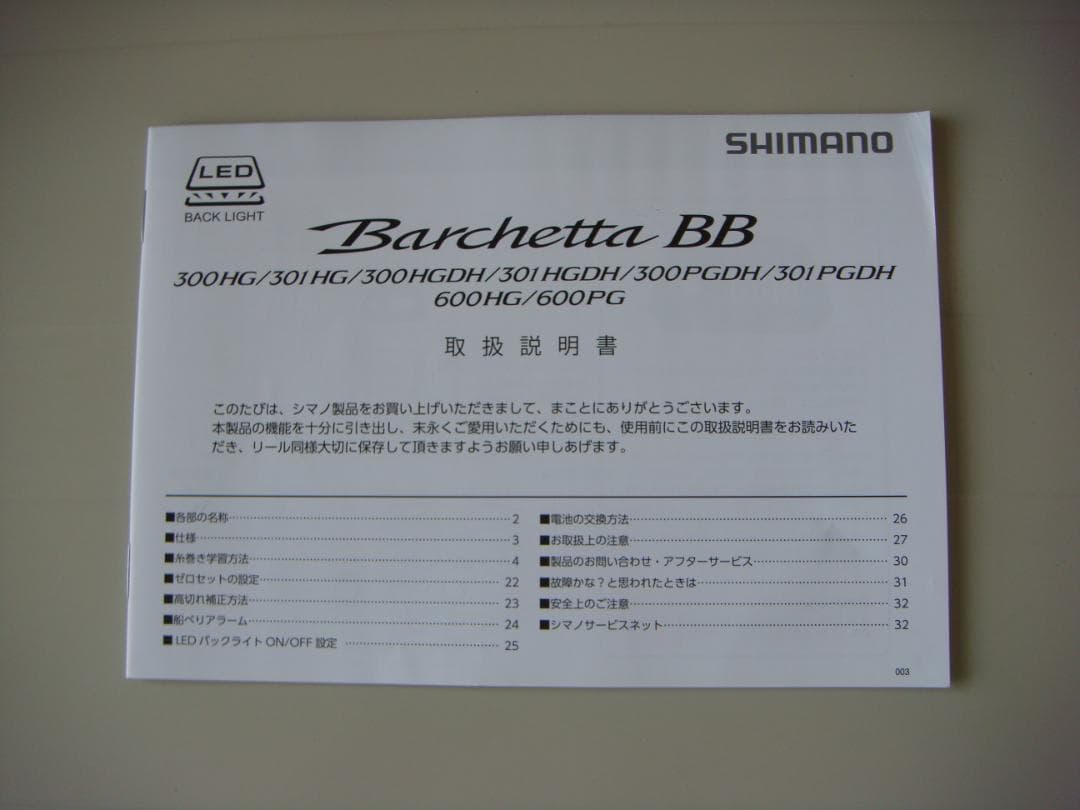 SHIMANO
LED
BACK LIGHT
Barchetta BB
300HG/301HG/300HGDH/301HGDH/300PGDH/301PGDH
600HG/600PG
取扱説明書
このたびは、シマノ製品をお買い上げいただきまして、まことにありがとうございます。
本製品の機能を十分に引き出し、末永くご愛用いただくためにも、使用前にこの取扱説明書をお読みいた
だき、リール同様大切に保存して頂きますようお願い申しあげます。
■各部の名称 2
■仕様 3
■糸巻き学習方法 4
■ゼロセットの設定 22
■高切れ補正方法 23
■船べリアラーム 24
■LEDバックライトON/OFF設定 25
■電池の交換方法 26
■お取扱上の注意 27
■製品のお問い合わせ・アフターサービス 30
■故障かな？と思われたときは 31
■安全上のご注意 32
■シマノサービスネット 32
003